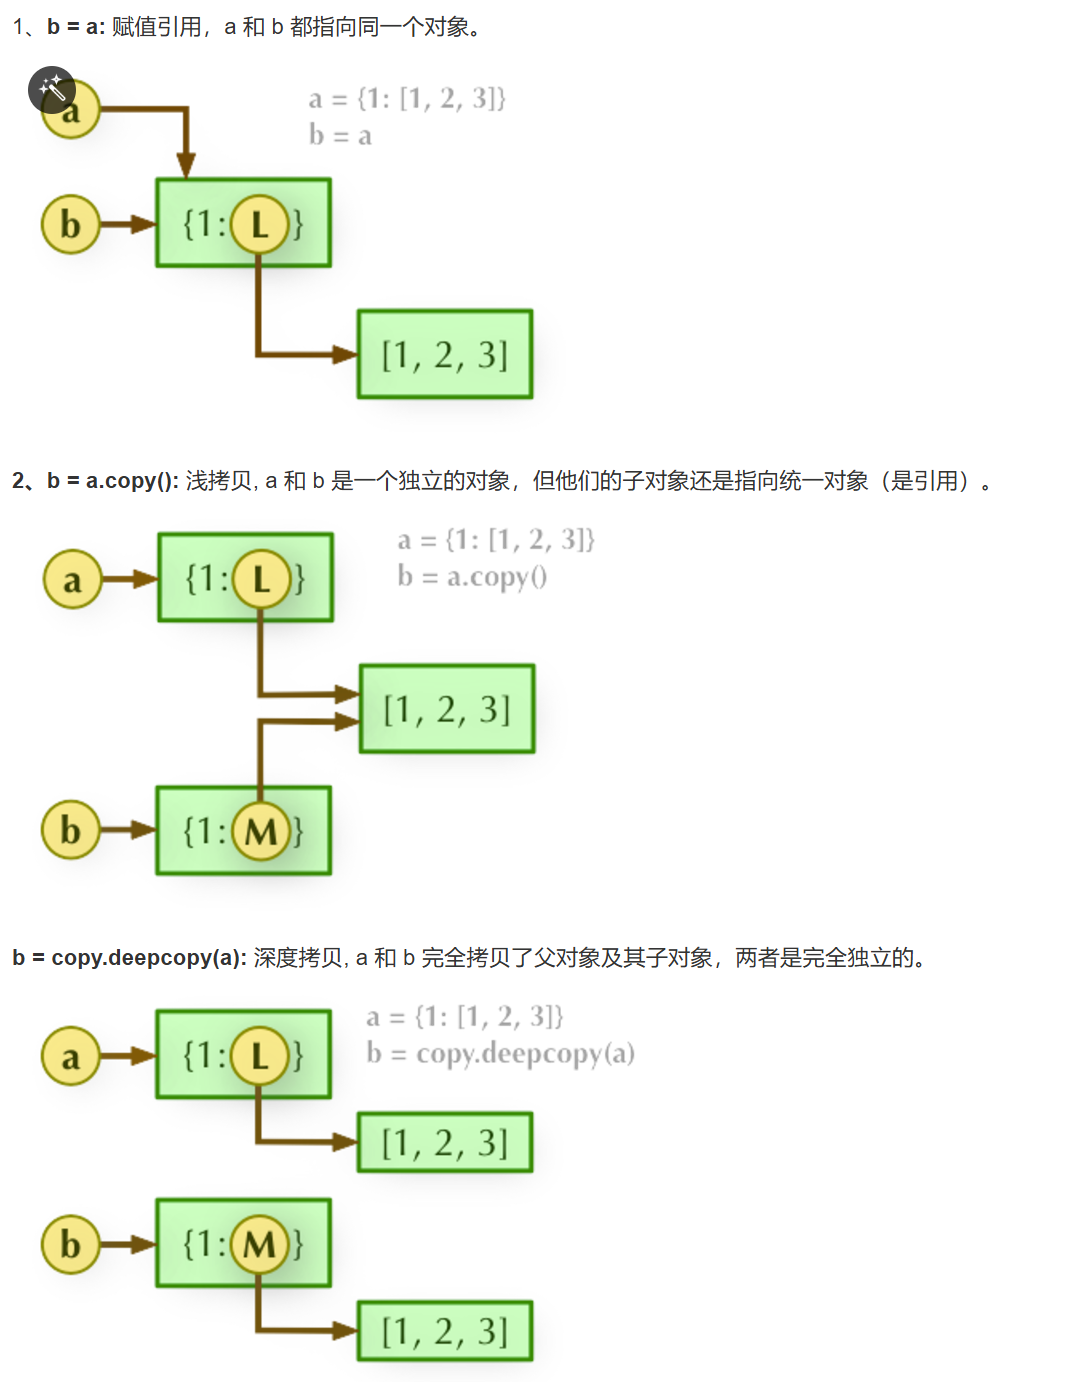 1、b = a: 赋值引用，a 和 b 都指向同一个对象。
a
a = {1: [1, 2, 3]}
b = a
b
{1: L }
[1, 2, 3]
2、b = a.copy(): 浅拷贝, a 和 b 是一个独立的对象，但他们的子对象还是指向统一对象（是引用）。
a = {1: [1, 2, 3]}
b = a.copy()
a
{1: L }
[1, 2, 3]
b
{1: M }
b = copy.deepcopy(a): 深度拷贝, a 和 b 完全拷贝了父对象及其子对象，两者是完全独立的。
a = {1: [1, 2, 3]}
b = copy.deepcopy(a)
a
{1: L }
[1, 2, 3]
b
{1: M }
[1, 2, 3]